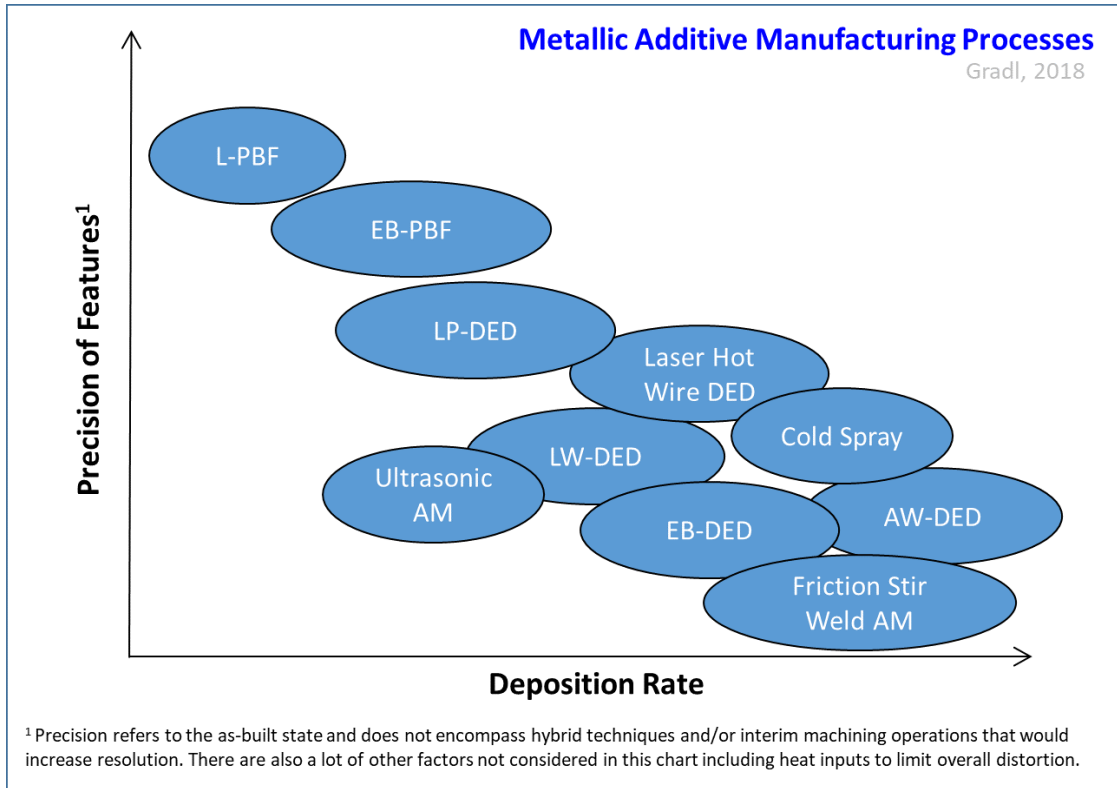 Metallic Additive Manufacturing Processes
Gradl, 2018
Precision of Features¹
L-PBF
EB-PBF
LP-DED
Laser Hot
Wire DED
Cold Spray
LW-DED
Ultrasonic
AM
EB-DED
AW-DED
Friction Stir
Weld AM
Deposition Rate
¹ Precision refers to the as-built state and does not encompass hybrid techniques and/or interim machining operations that would
increase resolution. There are also a lot of other factors not considered in this chart including heat inputs to limit overall distortion.